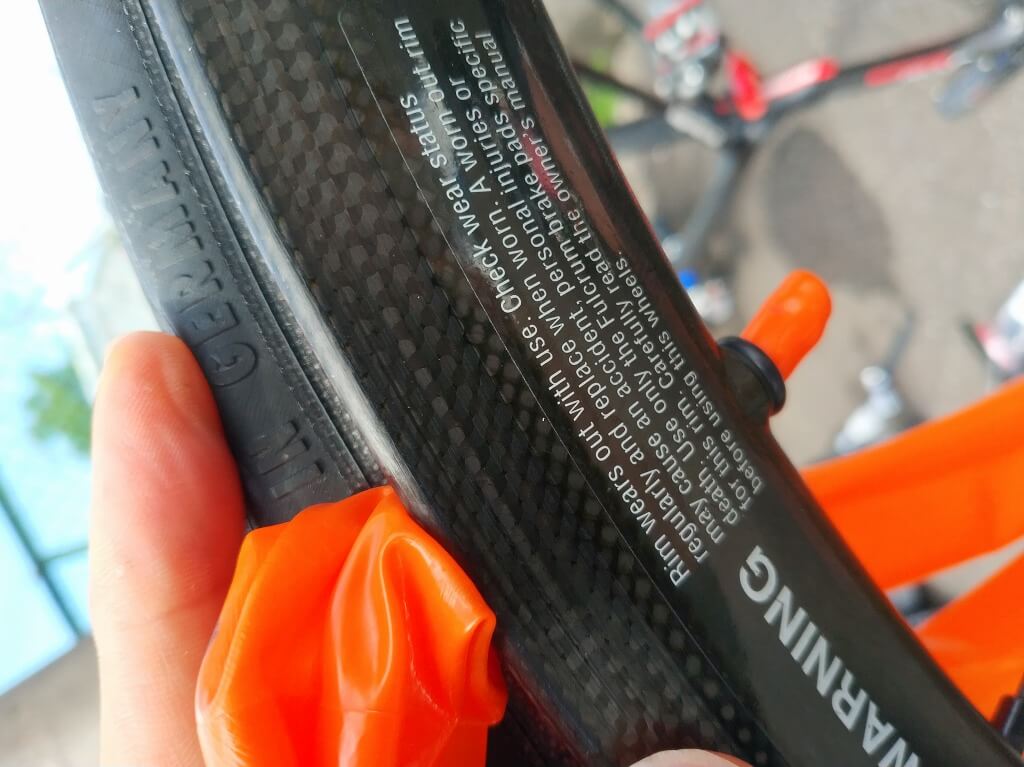 WARNING
Rim wears out with use. Check wear status
regularly and replace when worn. A worn-out rim
may cause an accident, personal injuries or
death. Use only the Fulcrum brake pads specific
for this rim. Carefully read the owner's manual
before using this wheels.
IN GERMANY